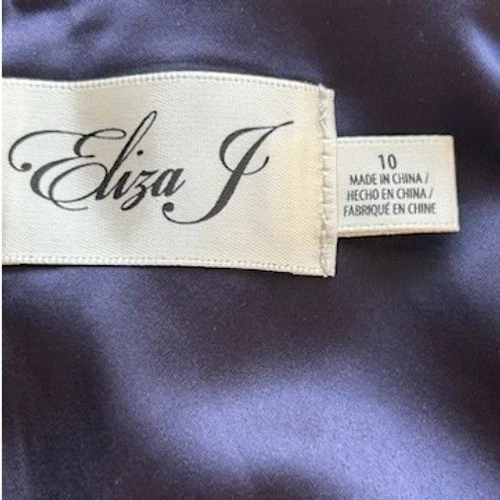 Eliza J
10
MADE IN CHINA /
HECHO EN CHINA /
FABRIQUÉ EN CHINE